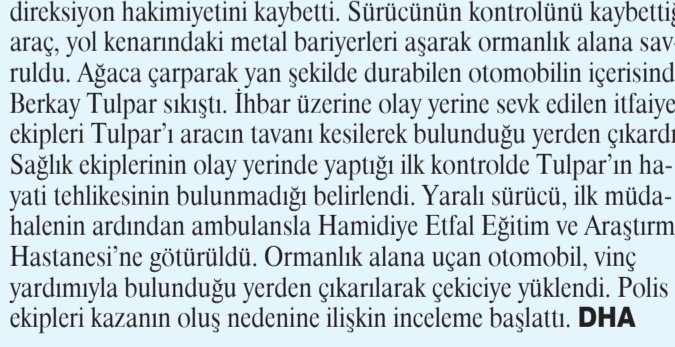 direksiyon hakimiyetini kaybetti. Sürücünün kontrolünü kaybettiğ
araç, yol kenarındaki metal bariyerleri aşarak ormanlık alana sav-
ruldu. Ağaca çarparak yan şekilde durabilen otomobilin içerisind
Berkay Tulpar sıkıştı. İhbar üzerine olay yerine sevk edilen itfaiye
ekipleri Tulpar’ı aracın tavanı kesilerek bulunduğu yerden çıkard
Sağlık ekiplerinin olay yerinde yaptığı ilk kontrolde Tulpar’ın ha-
yati tehlikesinin bulunmadığı belirlendi. Yaralı sürücü, ilk müda-
halenin ardından ambulansla Hamidiye Etfal Eğitim ve Araştırm
Hastanesi’ne götürüldü. Ormanlık alana uçan otomobil, vinç
yardımıyla bulunduğu yerden çıkarılarak çekiciye yüklendi. Polis
ekipleri kazanın oluş nedenine ilişkin inceleme başlattı. DHA